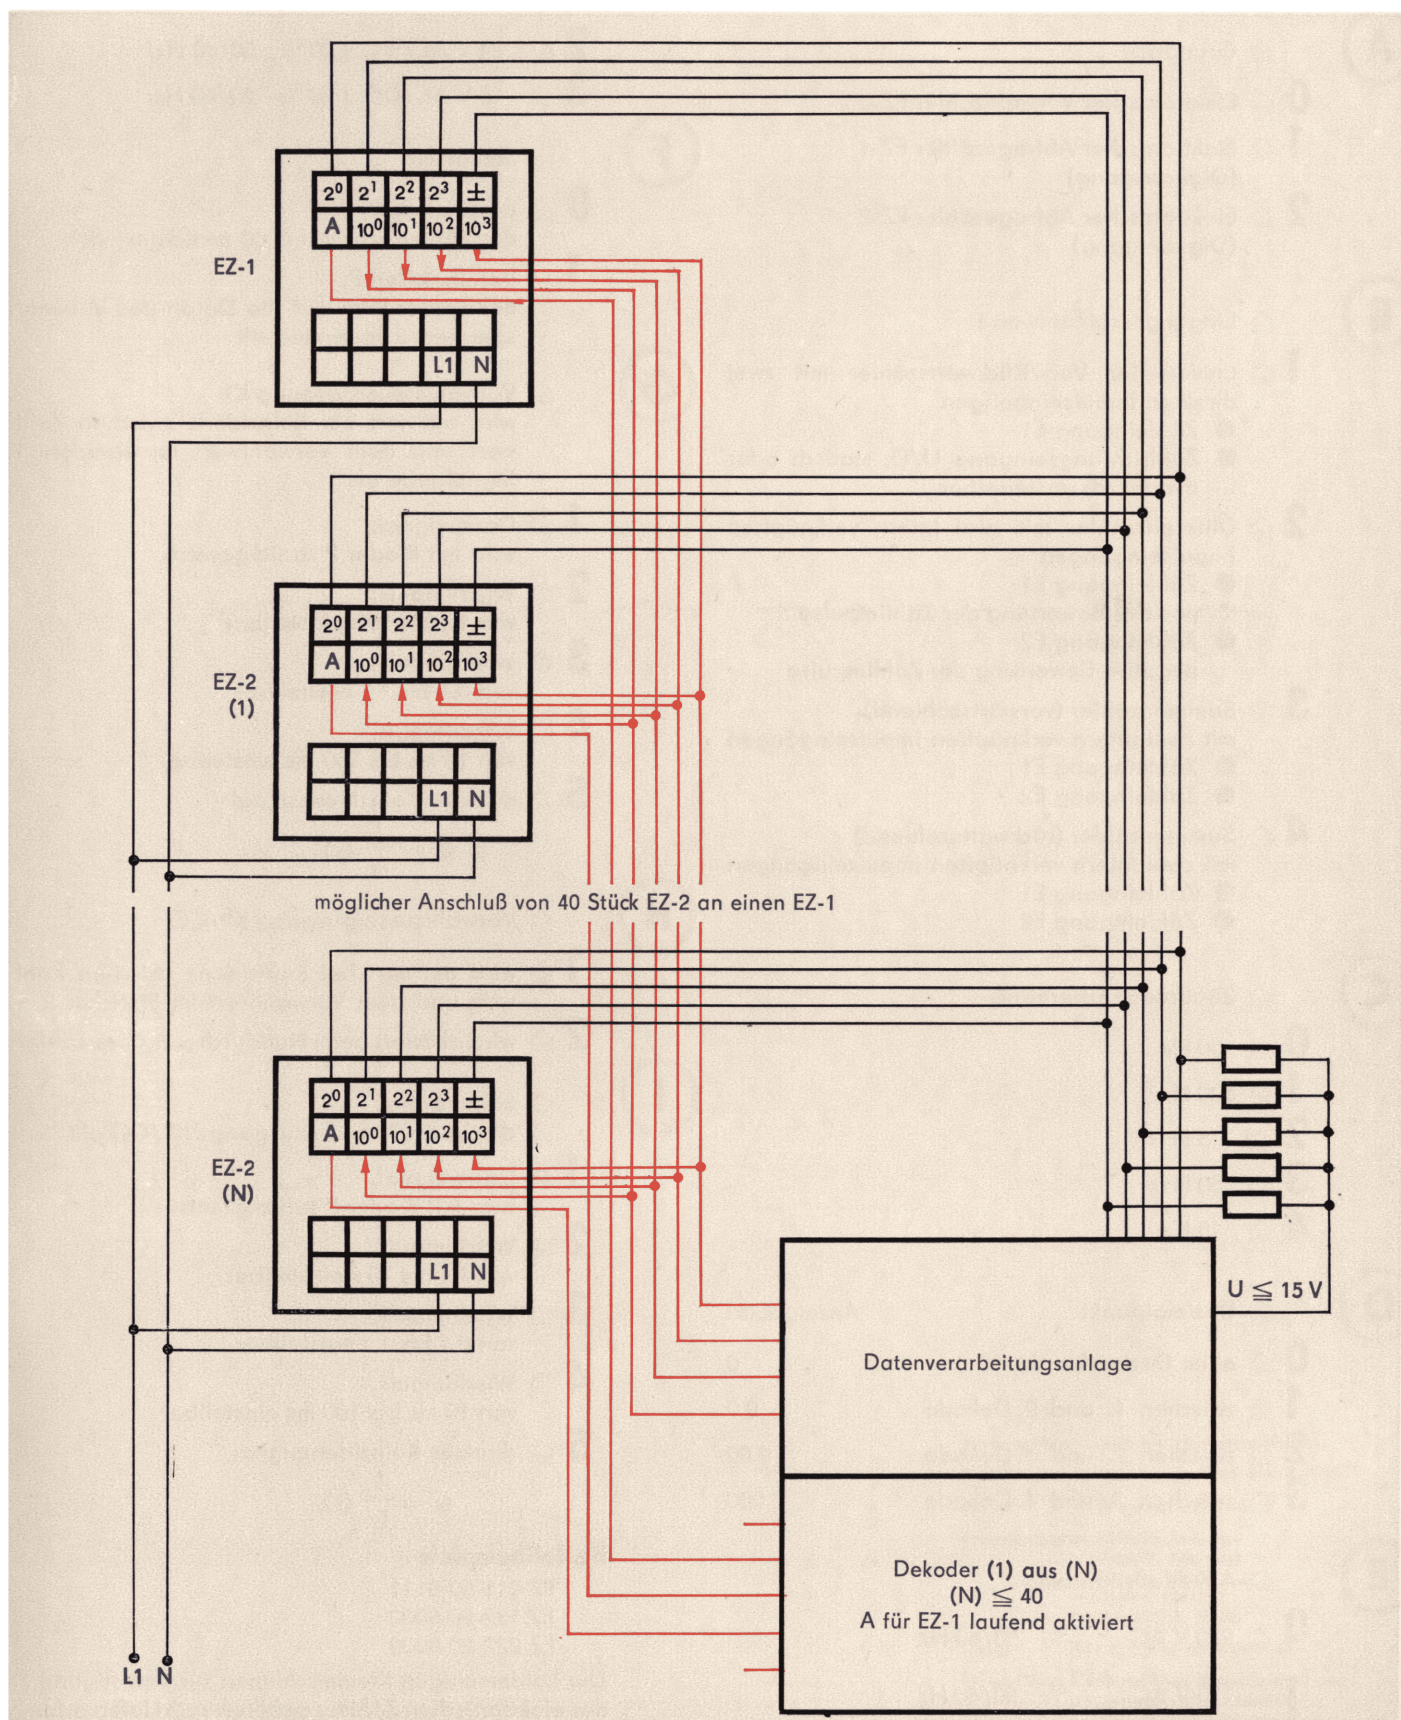 2⁰ 2¹ 2² 2³ ±
A 10⁰ 10¹ 10² 10³
EZ-1
L1 N
2⁰ 2¹ 2² 2³ ±
A 10⁰ 10¹ 10² 10³
EZ-2
(1)
L1 N
möglicher Anschluß von 40 Stück EZ-2 an einen EZ-1
2⁰ 2¹ 2² 2³ ±
A 10⁰ 10¹ 10² 10³
EZ-2
(N)
L1 N
U ≦ 15 V
Datenverarbeitungsanlage
Dekoder (1) aus (N)
(N) ≦ 40
A für EZ-1 laufend aktiviert
L1 N